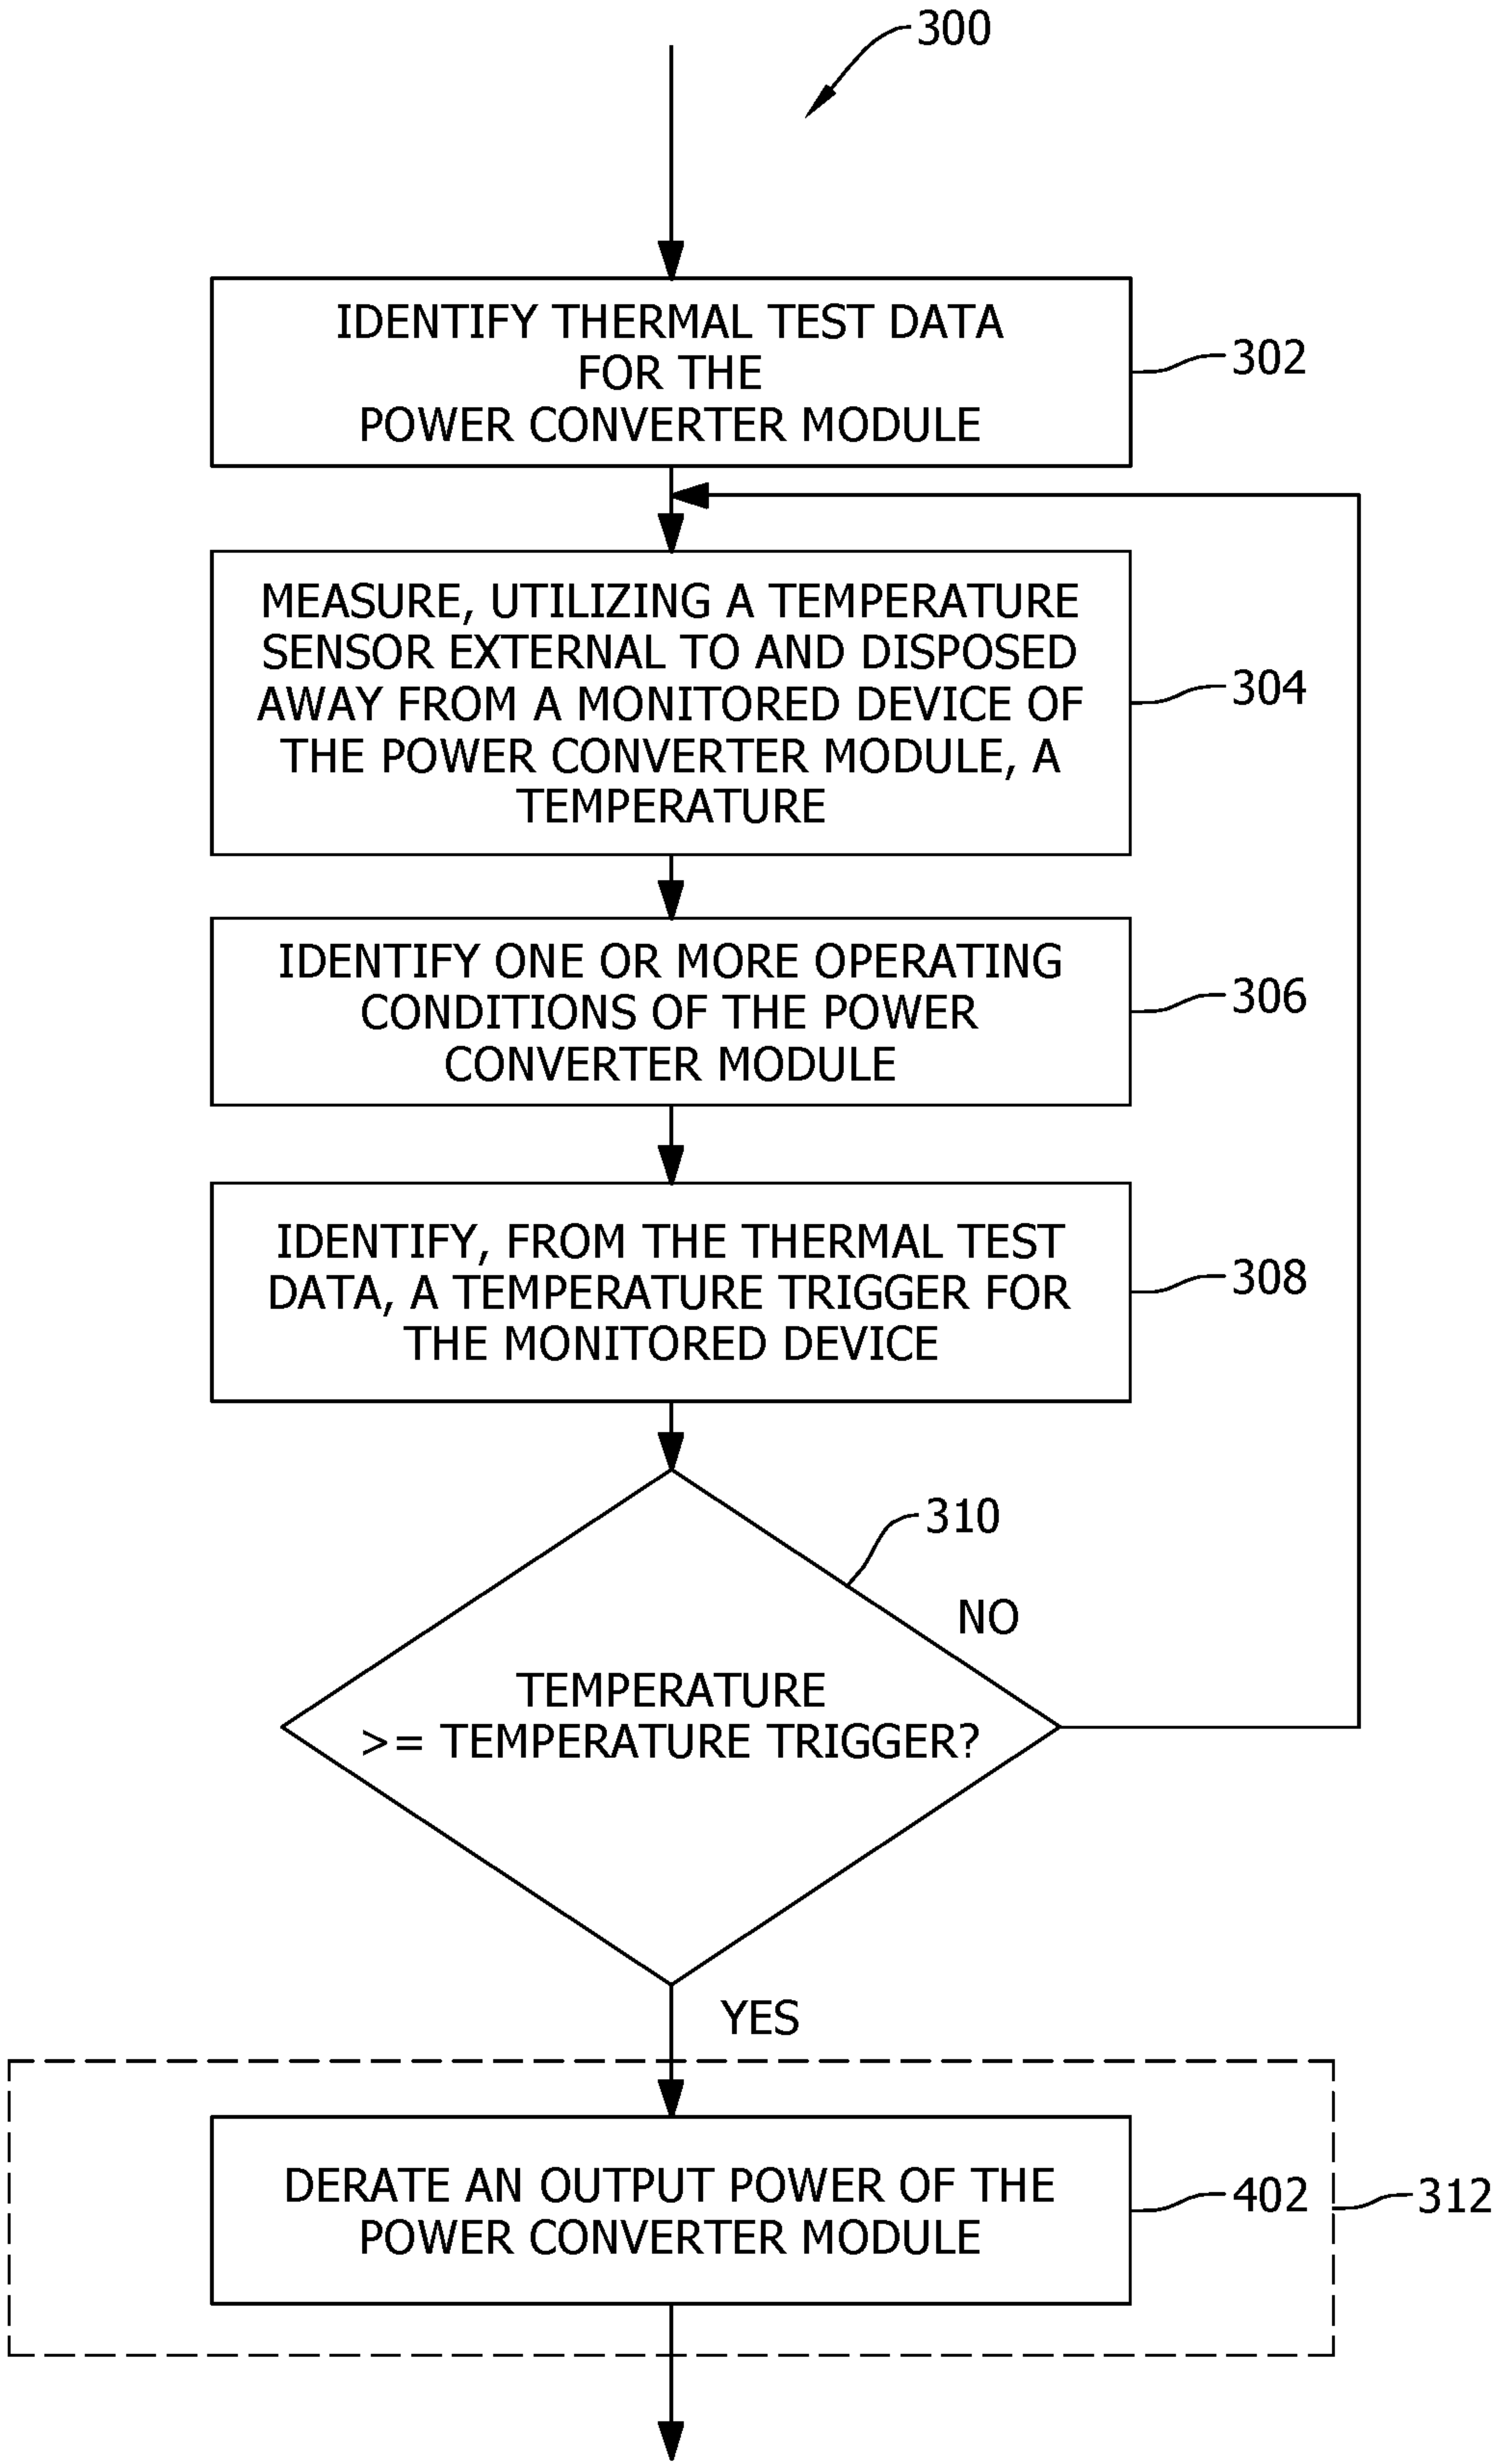 300
IDENTIFY THERMAL TEST DATA
FOR THE
POWER CONVERTER MODULE
302
MEASURE, UTILIZING A TEMPERATURE
SENSOR EXTERNAL TO AND DISPOSED
AWAY FROM A MONITORED DEVICE OF
THE POWER CONVERTER MODULE, A
TEMPERATURE
304
IDENTIFY ONE OR MORE OPERATING
CONDITIONS OF THE POWER
CONVERTER MODULE
306
IDENTIFY, FROM THE THERMAL TEST
DATA, A TEMPERATURE TRIGGER FOR
THE MONITORED DEVICE
308
310
NO
TEMPERATURE
>= TEMPERATURE TRIGGER?
YES
DERATE AN OUTPUT POWER OF THE
POWER CONVERTER MODULE
402
312